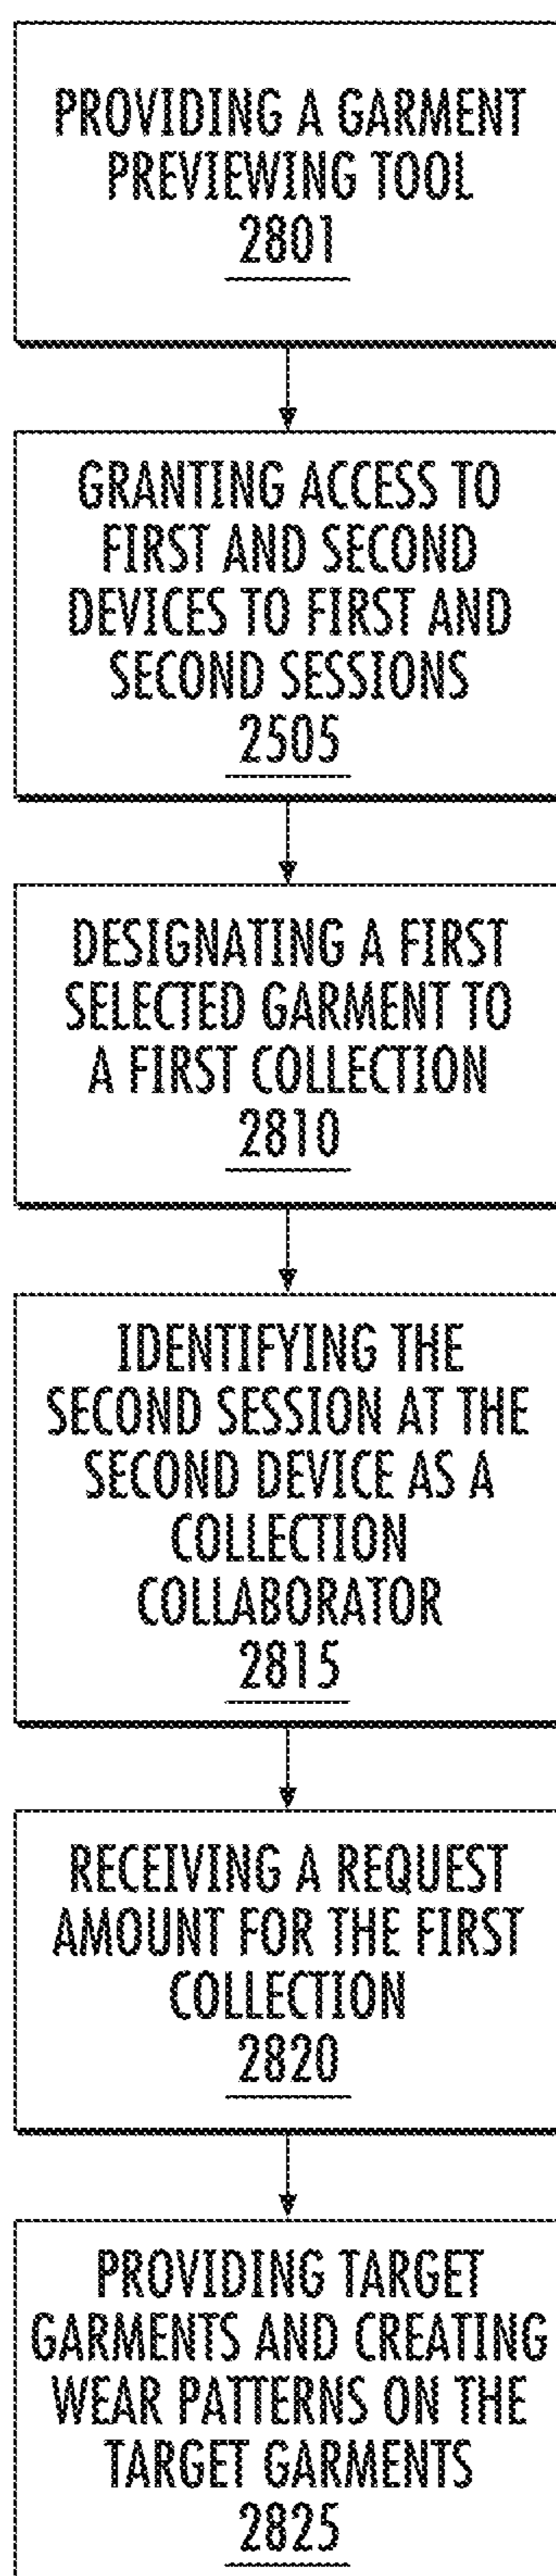 PROVIDING A GARMENT
PREVIEWING TOOL
2801
GRANTING ACCESS TO
FIRST AND SECOND
DEVICES TO FIRST AND
SECOND SESSIONS
2505
DESIGNATING A FIRST
SELECTED GARMENT TO
A FIRST COLLECTION
2810
IDENTIFYING THE
SECOND SESSION AT THE
SECOND DEVICE AS A
COLLECTION
COLLABORATOR
2815
RECEIVING A REQUEST
AMOUNT FOR THE FIRST
COLLECTION
2820
PROVIDING TARGET
GARMENTS AND CREATING
WEAR PATTERNS ON THE
TARGET GARMENTS
2825